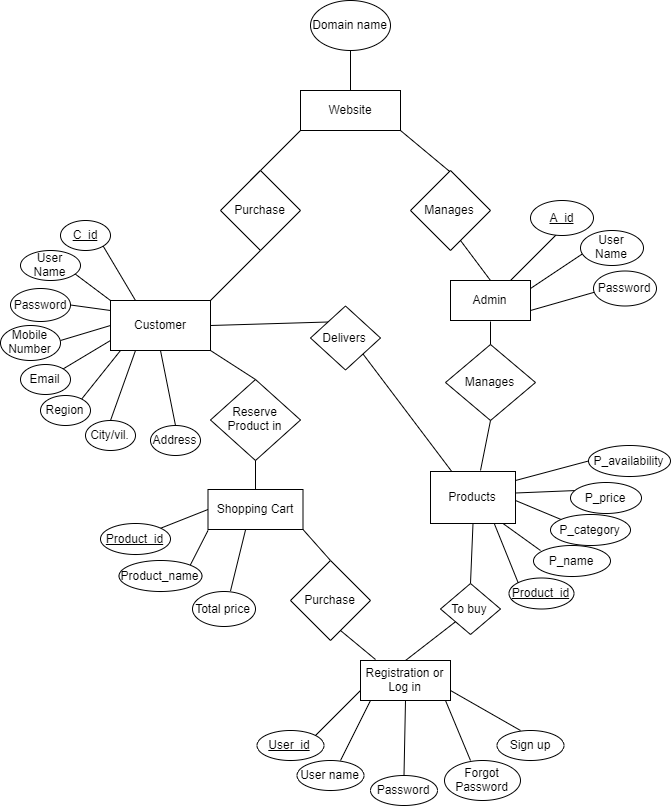 Domain name
Website
Purchase
Manages
C_id
User
Name
Password
Mobile
Number
Email
Region
City/vil.
Address
Customer
A_id
User
Name
Password
Admin
Delivers
Manages
Reserve
Product in
Shopping Cart
Product_id
Product_name
Total price
Products
P_availability
P_price
P_category
P_name
Product_id
Purchase
To buy
Registration or
Log in
User_id
User name
Password
Forgot
Password
Sign up